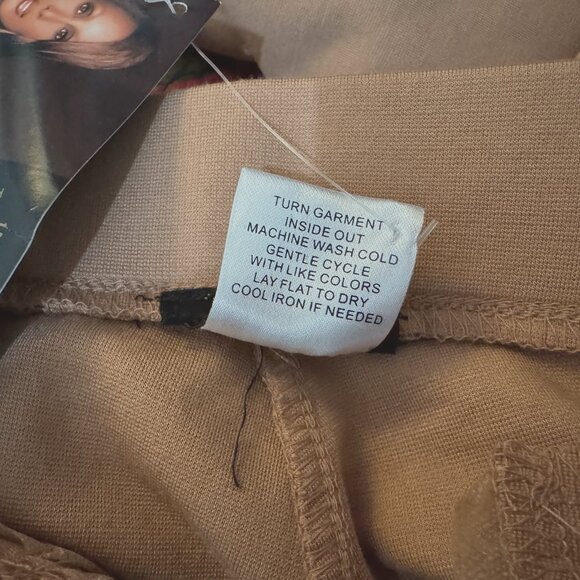 TURN GARMENT
INSIDE OUT
MACHINE WASH COLD
GENTLE CYCLE
WITH LIKE COLORS
LAY FLAT TO DRY
COOL IRON IF NEEDED